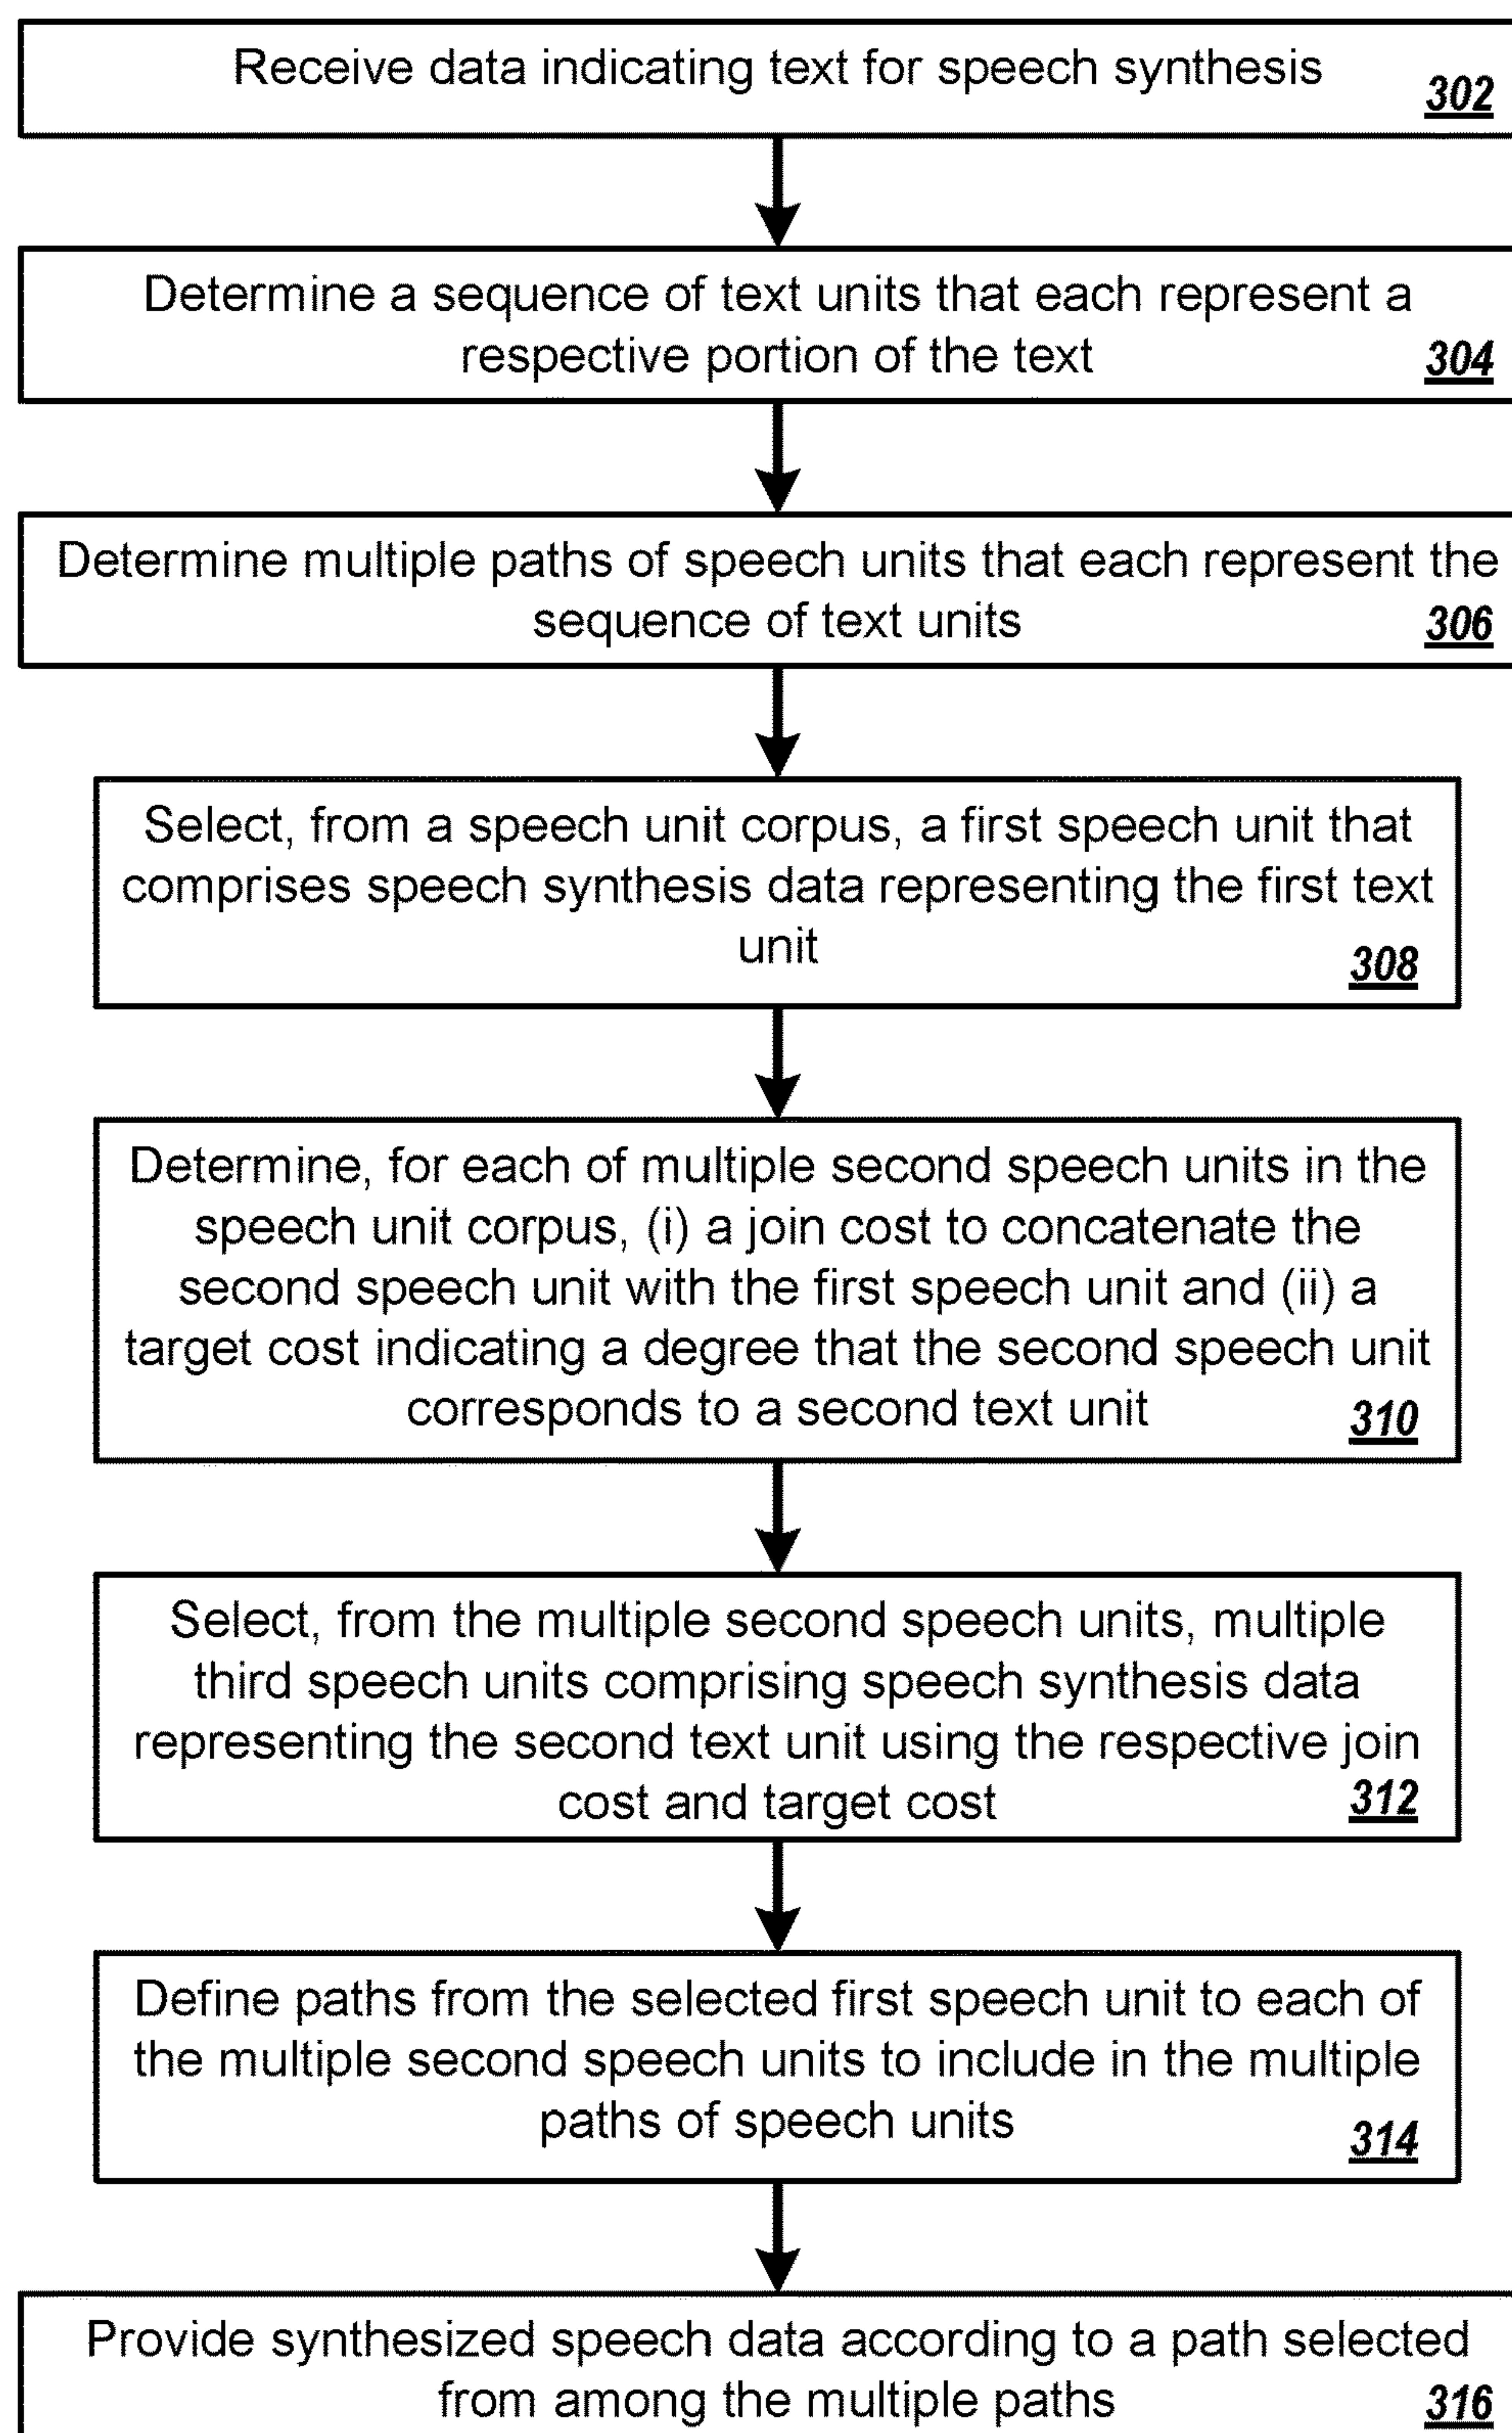 Receive data indicating text for speech synthesis
302
Determine a sequence of text units that each represent a
respective portion of the text
304
Determine multiple paths of speech units that each represent the
sequence of text units
306
Select, from a speech unit corpus, a first speech unit that
comprises speech synthesis data representing the first text
unit
308
Determine, for each of multiple second speech units in the
speech unit corpus, (i) a join cost to concatenate the
second speech unit with the first speech unit and (ii) a
target cost indicating a degree that the second speech unit
corresponds to a second text unit
310
Select, from the multiple second speech units, multiple
third speech units comprising speech synthesis data
representing the second text unit using the respective join
cost and target cost
312
Define paths from the selected first speech unit to each of
the multiple second speech units to include in the multiple
paths of speech units
314
Provide synthesized speech data according to a path selected
from among the multiple paths
316